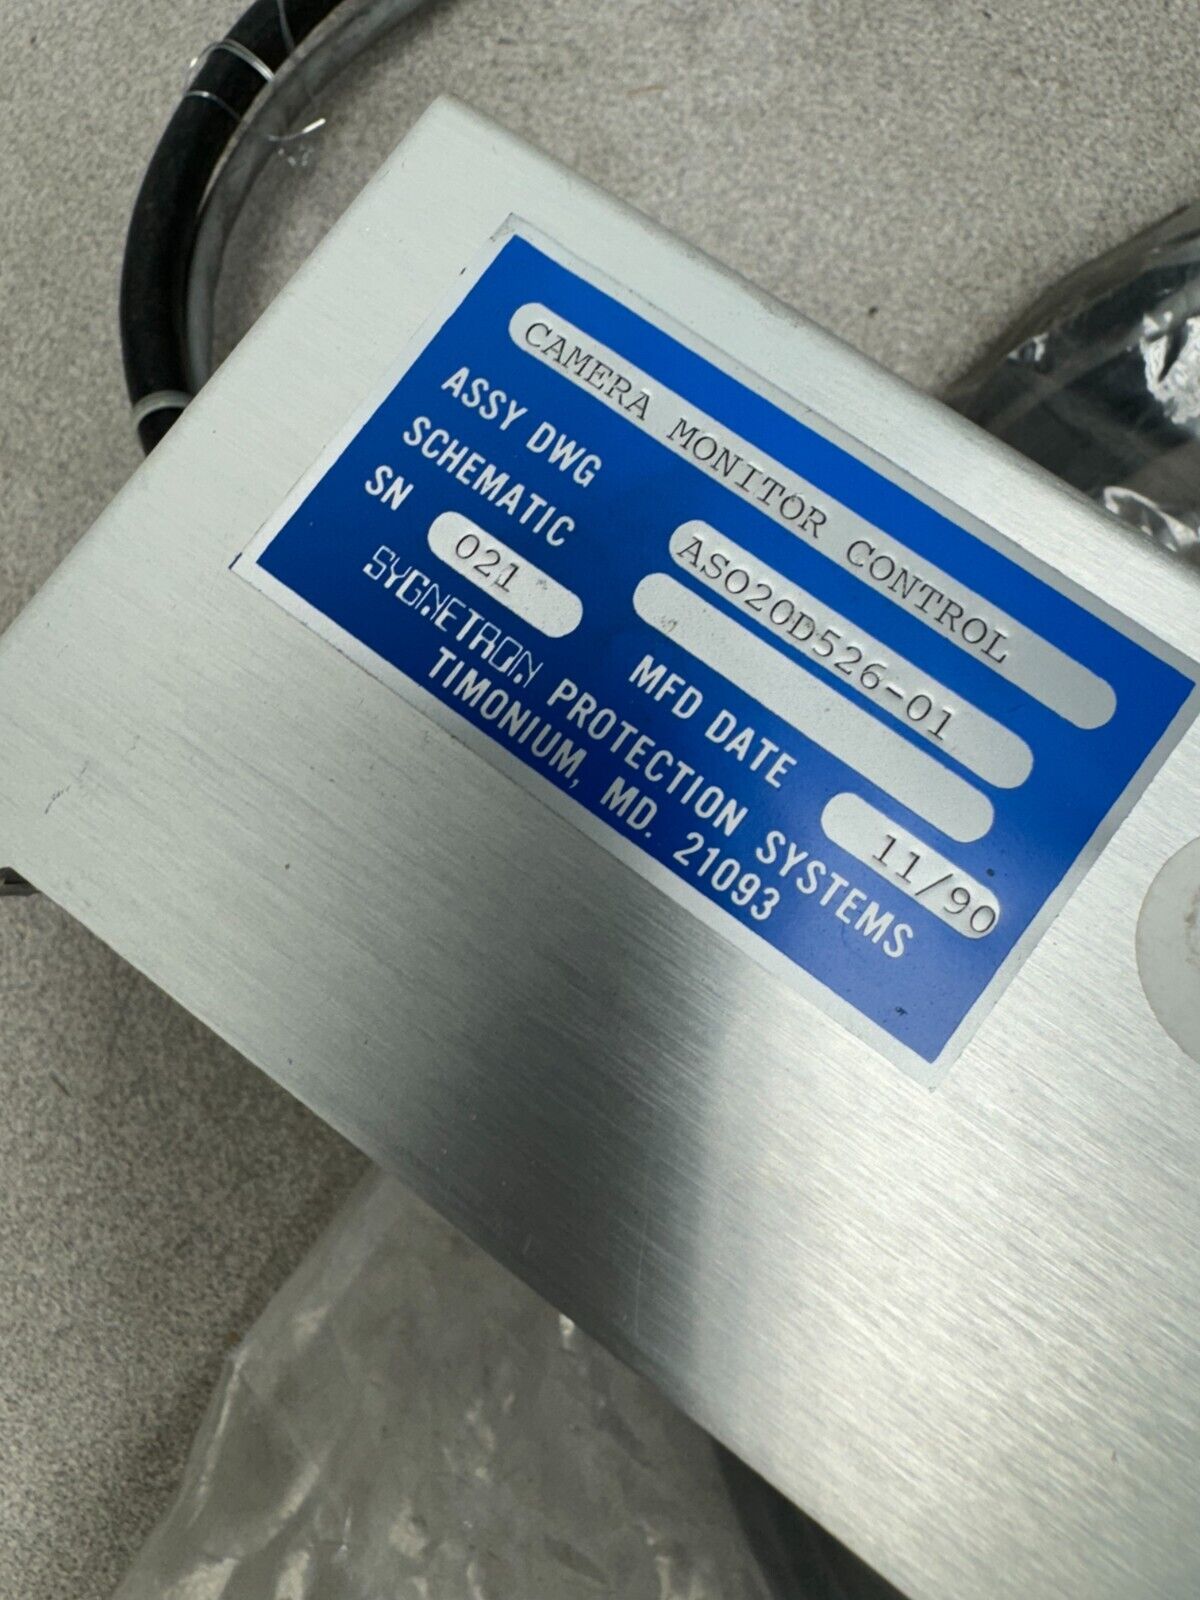 CAMERA MONITOR CONTROL
ASSY DWG ASO20D526-01
SCHEMATIC
SN 021 MFD DATE 11/90
SYGNETRON PROTECTION SYSTEMS
TIMONIUM, MD. 21093